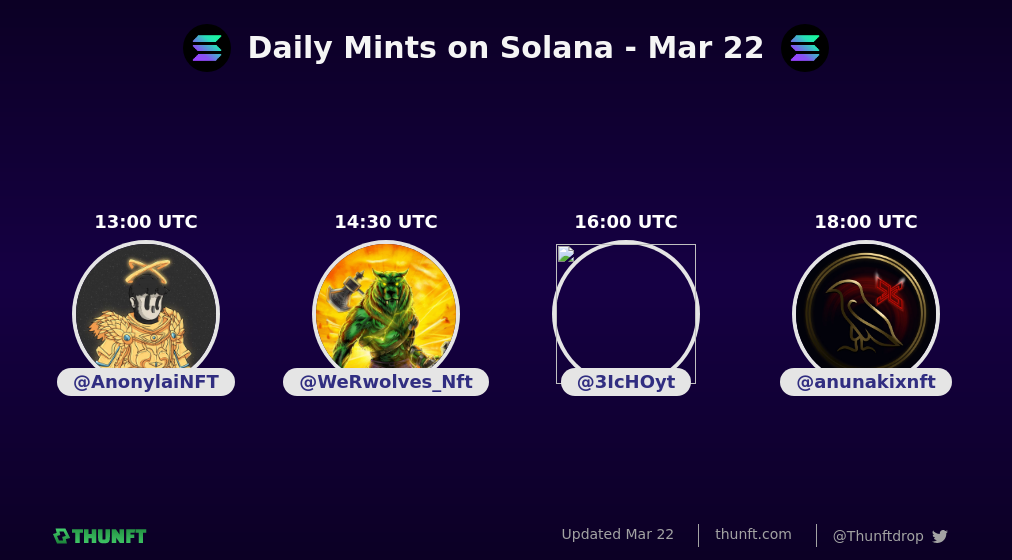 Daily Mints on Solana - Mar 22
13:00 UTC
14:30 UTC
16:00 UTC
18:00 UTC
@AnonylaiNFT
@WeRwolves_Nft
@3IcHOyt
@anunakixnft
THUNFT
Updated Mar 22
thunft.com
@Thunftdrop